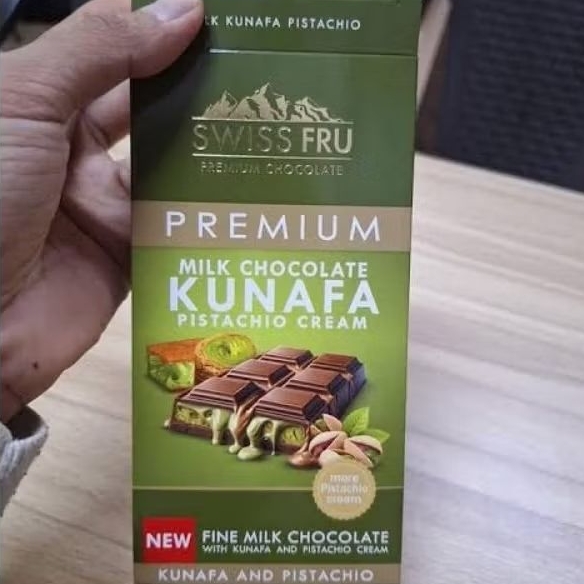 LK KUNAFA PISTACHIO
SWISS FRU
PREMIUM CHOCOLATE
PREMIUM
MILK CHOCOLATE
KUNAFA
PISTACHIO CREAM
more
Pistachio
cream
NEW
FINE MILK CHOCOLATE
WITH KUNAFA AND PISTACHIO CREAM
KUNAFA AND PISTACHIO